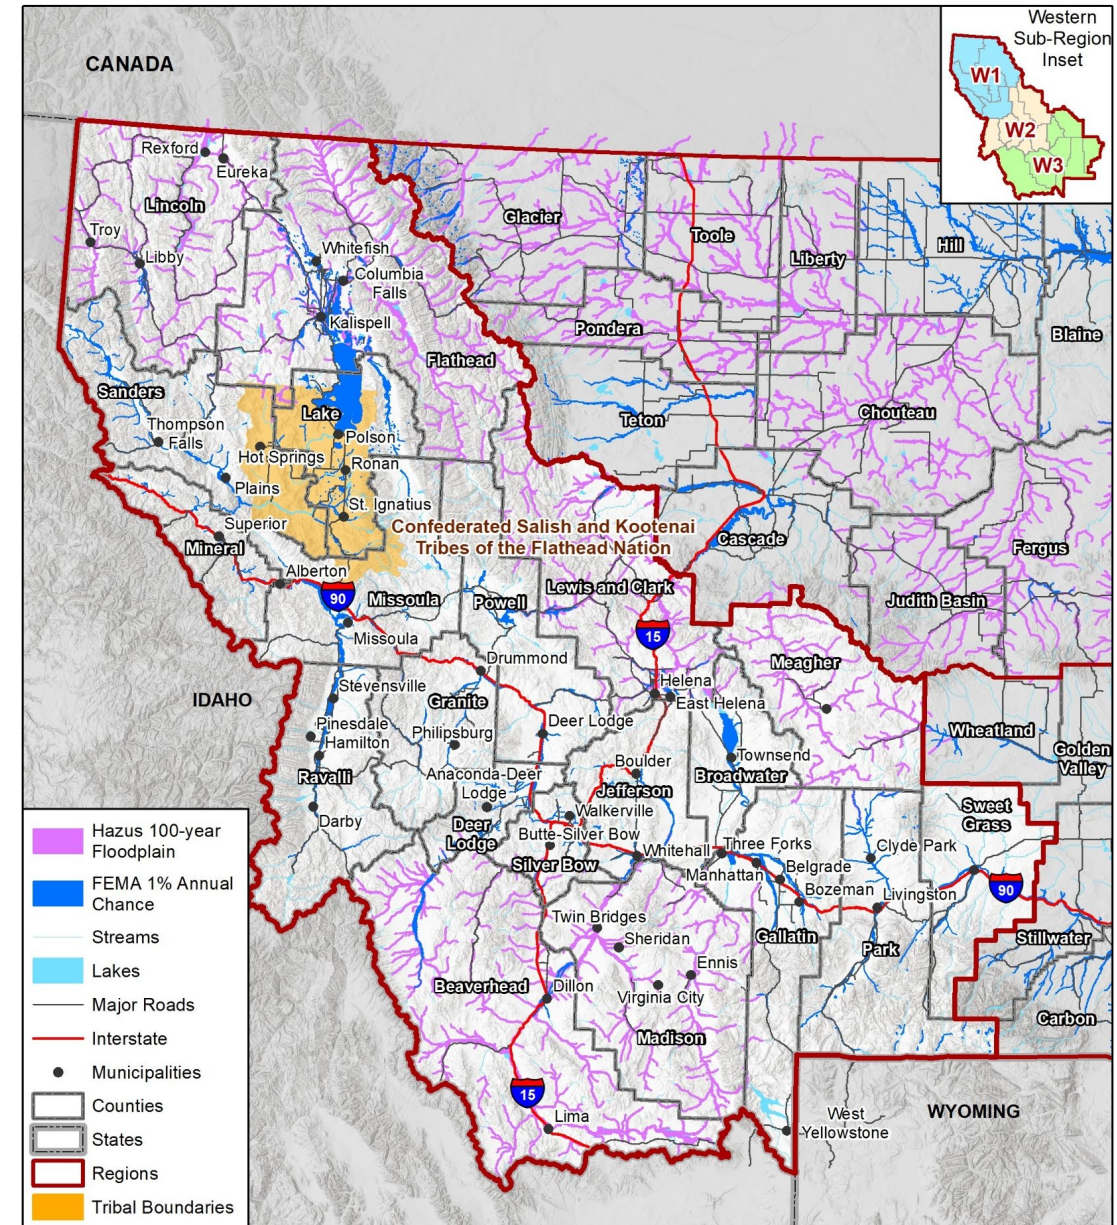 Western
Sub-Region
Inset
W1
W2
W3
CANADA
Rexford
Eureka
Lincoln
Troy
Libby
Whitefish
Columbia
Falls
Kalispell
Flathead
Glacier
Toole
Liberty
Hill
Blaine
Pondera
Teton
Chouteau
Sanders
Thompson
Falls
Lake
Polson
Hot Springs
Ronan
Plains
St. Ignatius
Superior
Mineral
Confederated Salish and Kootenai
Tribes of the Flathead Nation
Cascade
Fergus
Judith Basin
Alberton
90
Missoula
Powell
Lewis and Clark
15
Missoula
Meagher
Drummond
Helena
East Helena
IDAHO
Stevensville
Granite
Deer Lodge
Pinesdale
Hamilton
Philipsburg
Wheatland
Golden
Valley
Townsend
Broadwater
Boulder
Jefferson
Ravalli
Anaconda-Deer
Lodge
Walkerville
Sweet
Grass
Darby
Deer
Lodge
Butte-Silver Bow
Silver Bow
Whitehall
Three Forks
Clyde Park
Manhattan
Belgrade
Bozeman
Livingston
90
Twin Bridges
Sheridan
Gallatin
Park
Stillwater
Ennis
Beaverhead
Dillon
Virginia City
Madison
Carbon
15
Lima
West
Yellowstone
WYOMING
Hazus 100-year
Floodplain
FEMA 1% Annual
Chance
Streams
Lakes
Major Roads
Interstate
Municipalities
Counties
States
Regions
Tribal Boundaries